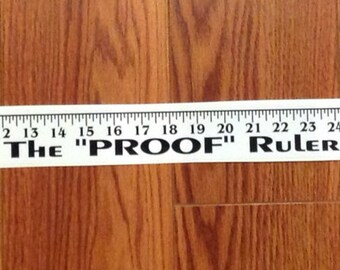 2 13 14 15 16 17 18 19 20 21 22 23 24
The "PROOF" Ruler